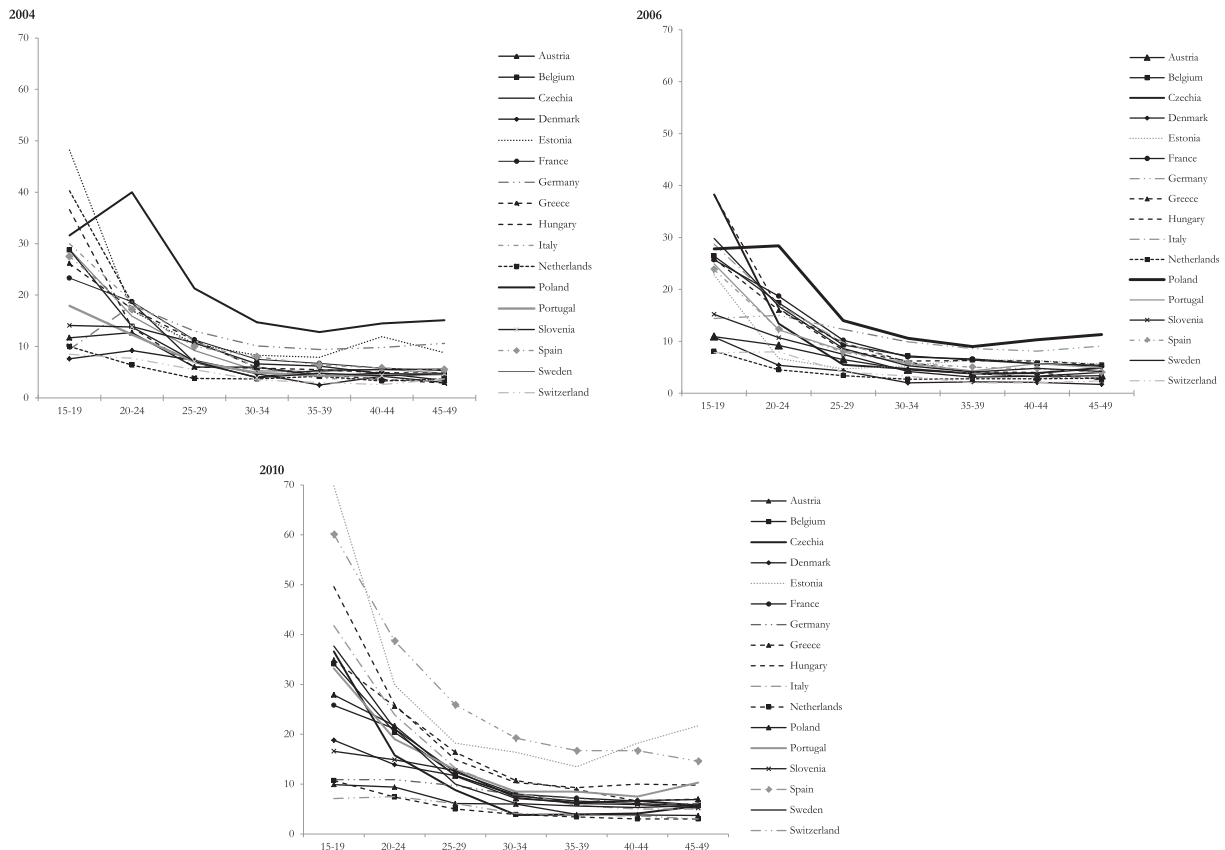 2004
70
60
50
40
30
20
10
0
15-19 20-24 25-29 30-34 35-39 40-44 45-49
Austria
Belgium
Czechia
Denmark
Estonia
France
Germany
Greece
Hungary
Italy
Netherlands
Poland
Portugal
Slovenia
Spain
Sweden
Switzerland
2006
70
60
50
40
30
20
10
0
15-19 20-24 25-29 30-34 35-39 40-44 45-49
Austria
Belgium
Czechia
Denmark
Estonia
France
Germany
Greece
Hungary
Italy
Netherlands
Poland
Portugal
Slovenia
Spain
Sweden
Switzerland
2010
70
60
50
40
30
20
10
0
15-19 20-24 25-29 30-34 35-39 40-44 45-49
Austria
Belgium
Czechia
Denmark
Estonia
France
Germany
Greece
Hungary
Italy
Netherlands
Poland
Portugal
Slovenia
Spain
Sweden
Switzerland